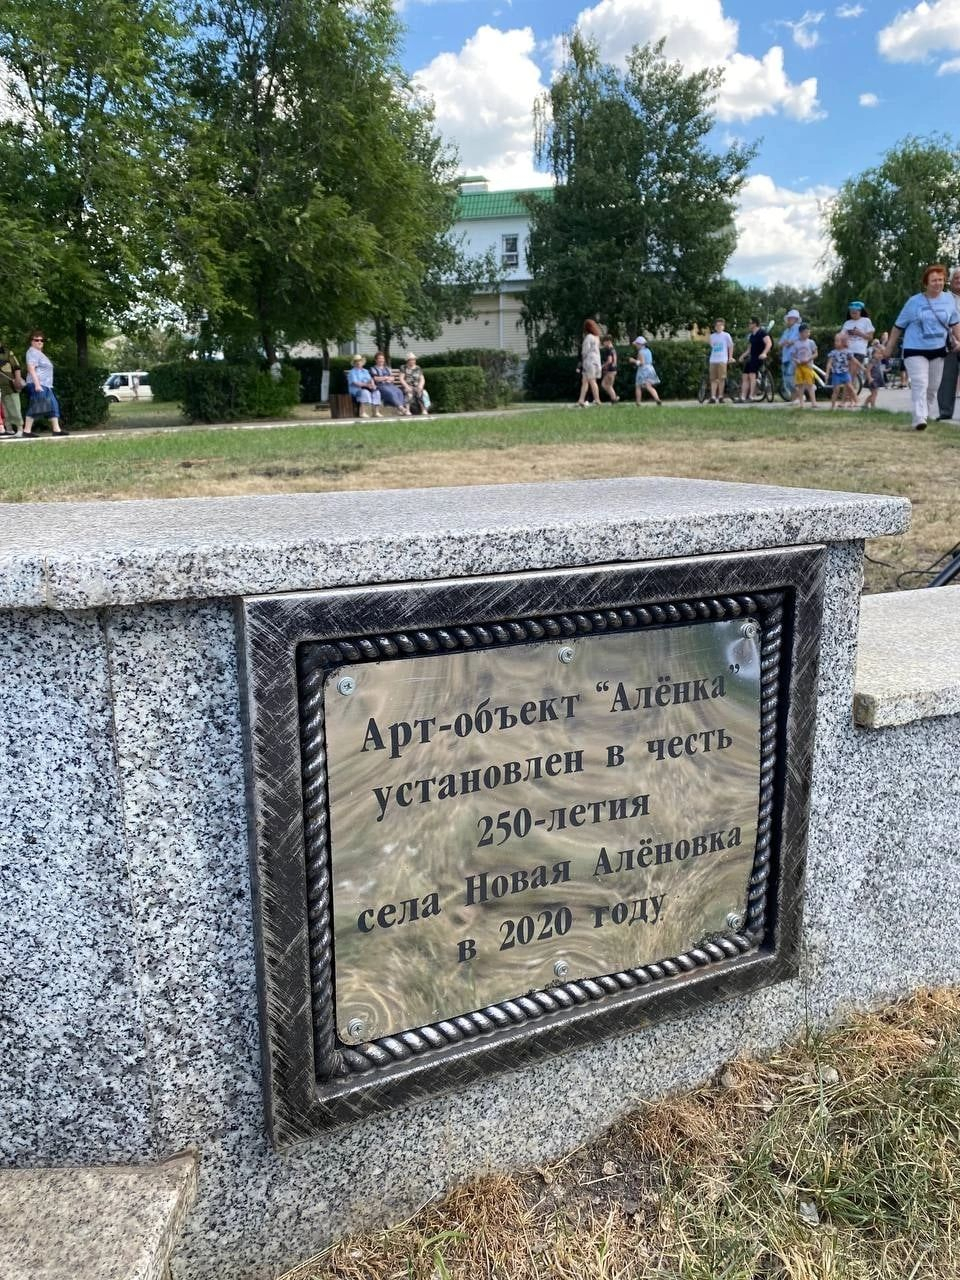 Арт-объект “Алёнка”
установлен в честь
250-летия
села Новая Алёновка
в 2020 году